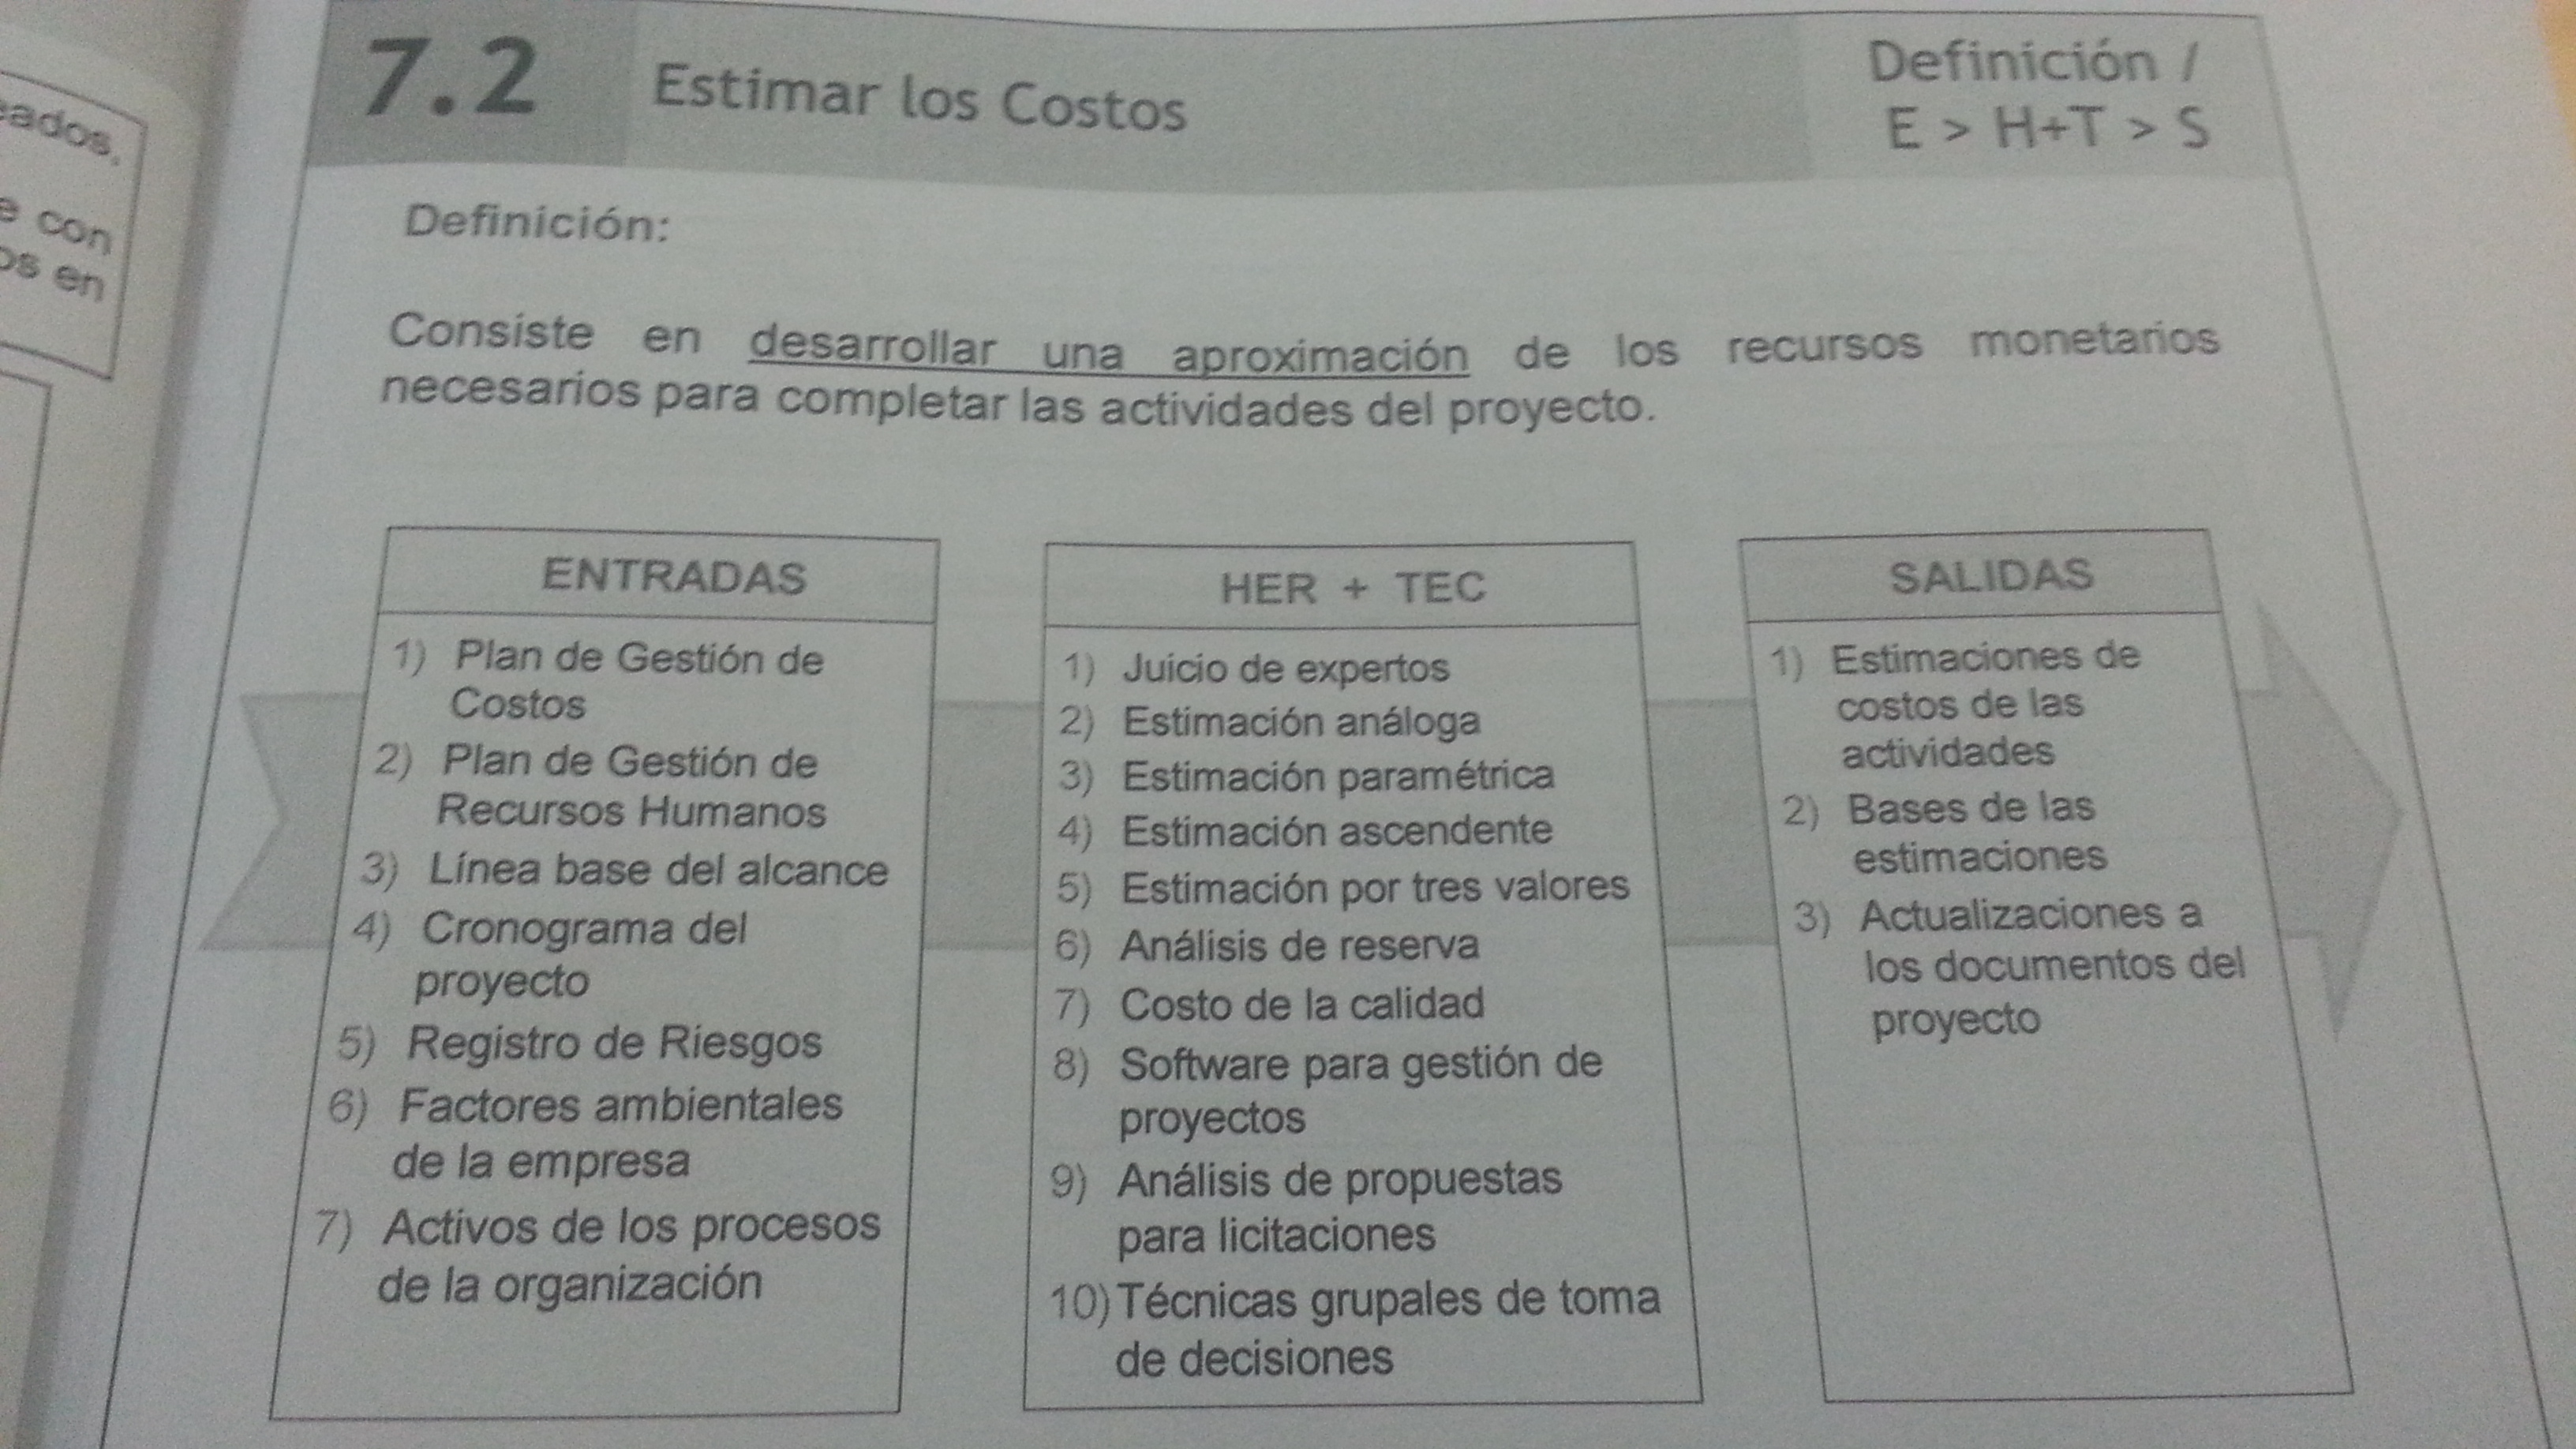 ados.
e con
os en
7.2 Estimar los Costos
Definición /
E > H+T > S
Definición:
Consiste en desarrollar una aproximación de los recursos monetarios
necesarios para completar las actividades del proyecto.
ENTRADAS
1) Plan de Gestión de
Costos
2) Plan de Gestión de
Recursos Humanos
3) Línea base del alcance
4) Cronograma del
proyecto
5) Registro de Riesgos
6) Factores ambientales
de la empresa
7) Activos de los procesos
de la organización
HER + TEC
1) Juicio de expertos
2) Estimación análoga
3) Estimación paramétrica
4) Estimación ascendente
5) Estimación por tres valores
6) Análisis de reserva
7) Costo de la calidad
8) Software para gestión de
proyectos
9) Análisis de propuestas
para licitaciones
10) Técnicas grupales de toma
de decisiones
SALIDAS
1) Estimaciones de
costos de las
actividades
2) Bases de las
estimaciones
3) Actualizaciones a
los documentos del
proyecto